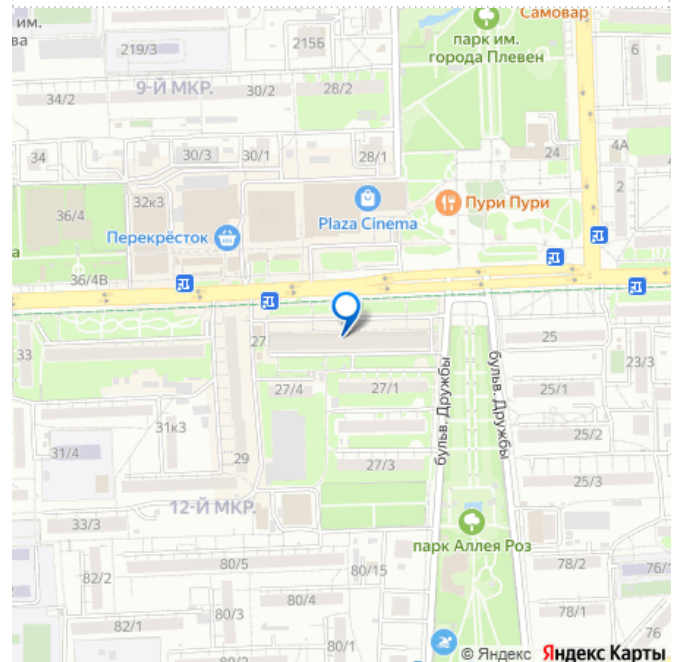 им.
ва
219/3
215Б
Самовар
парк им.
города Плевен
6
9-Й МКР.
34/2
30/2
28/2
34
30/3
30/1
28/1
24
4А
2
36/4
32к3
Перекрёсток
Plaza Cinema
Пури Пури
а
36/4В
33
27
25
23/3
27/4
27/1
25/1
бульв. Дружбы
бульв. Дружбы
31к3
25/2
31/4
29
27/3
25/3
12-Й МКР.
33/3
парк Аллея Роз
80/5
80/15
78/2
76/1
82/2
80/4
80/3
78/1
82/1
80/2
80/1
76
© Яндекс Яндекс Карты